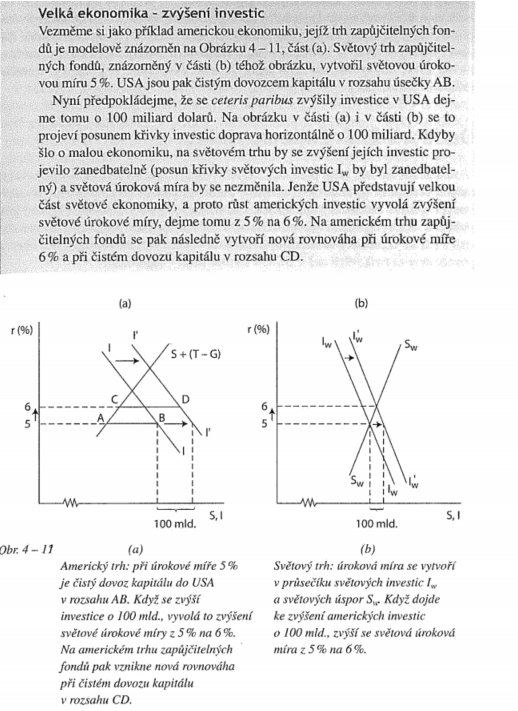 Velká ekonomika - zvýšení investic
Vezměme si jako příklad americkou ekonomiku, jejíž trh zapůjčitelných fon-
dů je modelově znázorněn na Obrázku 4 – 11, část (a). Světový trh zapůjčitel-
ných fondů, znázorněný v části (b) téhož obrázku, vytvořil světovou úroko-
vou míru 5 %. USA jsou pak čistým dovozcem kapitálu v rozsahu úsečky AB.
Nyní předpokládejme, že se ceteris paribus zvýšily investice v USA dej-
me tomu o 100 miliard dolarů. Na obrázku v části (a) i v části (b) se to
projeví posunem křivky investic doprava horizontálně o 100 miliard. Kdyby
šlo o malou ekonomiku, na světovém trhu by se zvýšení jejích investic pro-
jevilo zanedbatelně (posun křivky světových investic Iw by byl zanedbatel-
ný) a světová úroková míra by se nezměnila. Jenže USA představují velkou
část světové ekonomiky, a proto růst amerických investic vyvolá zvýšení
světové úrokové míry, dejme tomu z 5 % na 6 %. Na americkém trhu zapůj-
čitelných fondů se pak následně vytvoří nová rovnováha při úrokové míře
6 % a při čistém dovozu kapitálu v rozsahu CD.
(a)
r (%)
I
I'
S + (T – G)
C
D
6
5
A
B
I'
I
S, I
100 mld.
(b)
r (%)
Iw
I'w
Sw
6
5
Sw
Iw
I'w
S, I
100 mld.
Obr. 4 – 11
(a)
Americký trh: při úrokové míře 5 %
je čistý dovoz kapitálu do USA
v rozsahu AB. Když se zvýší
investice o 100 mld., vyvolá to zvýšení
světové úrokové míry z 5 % na 6 %.
Na americkém trhu zapůjčitelných
fondů pak vznikne nová rovnováha
při čistém dovozu kapitálu
v rozsahu CD.
(b)
Světový trh: úroková míra se vytvoří
v průsečíku světových investic Iw
a světových úspor Sw. Když dojde
ke zvýšení amerických investic
o 100 mld., zvýší se světová úroková
míra z 5 % na 6 %.